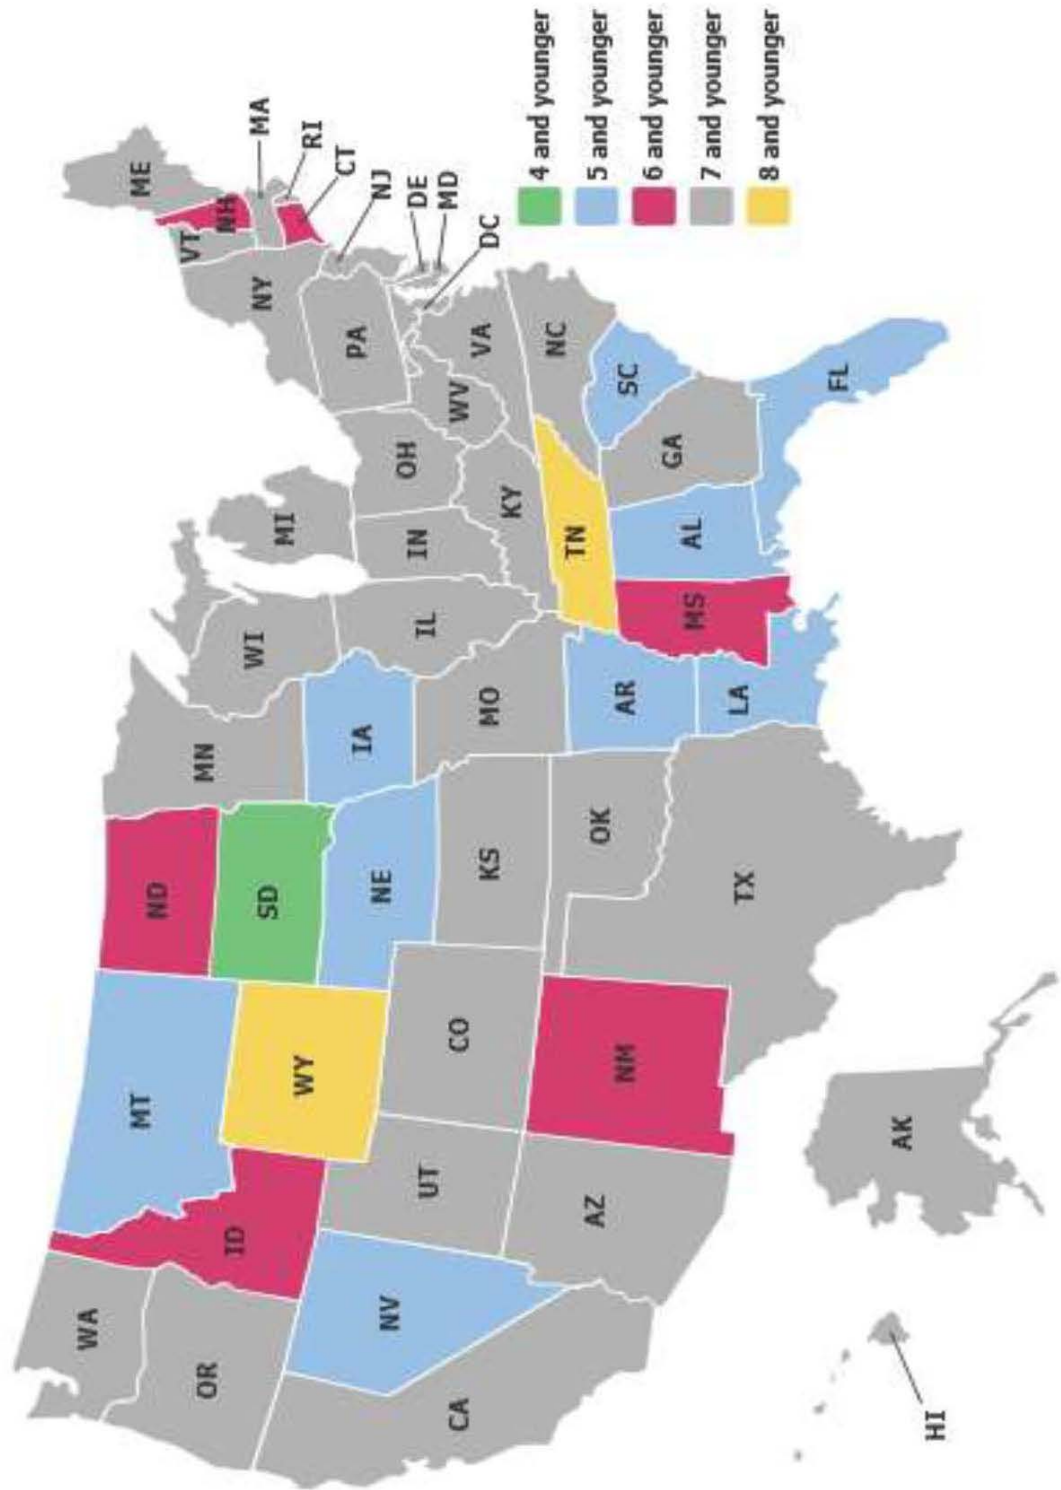 WA
OR
CA
NV
ID
MT
WY
UT
AZ
CO
NM
ND
SD
NE
KS
OK
TX
MN
IA
MO
AR
LA
WI
IL
MI
IN
OH
KY
TN
MS
AL
GA
FL
SC
NC
VA
WV
PA
NY
VT
NH
ME
MA
RI
CT
NJ
DE
MD
DC
AK
HI
4 and younger
5 and younger
6 and younger
7 and younger
8 and younger